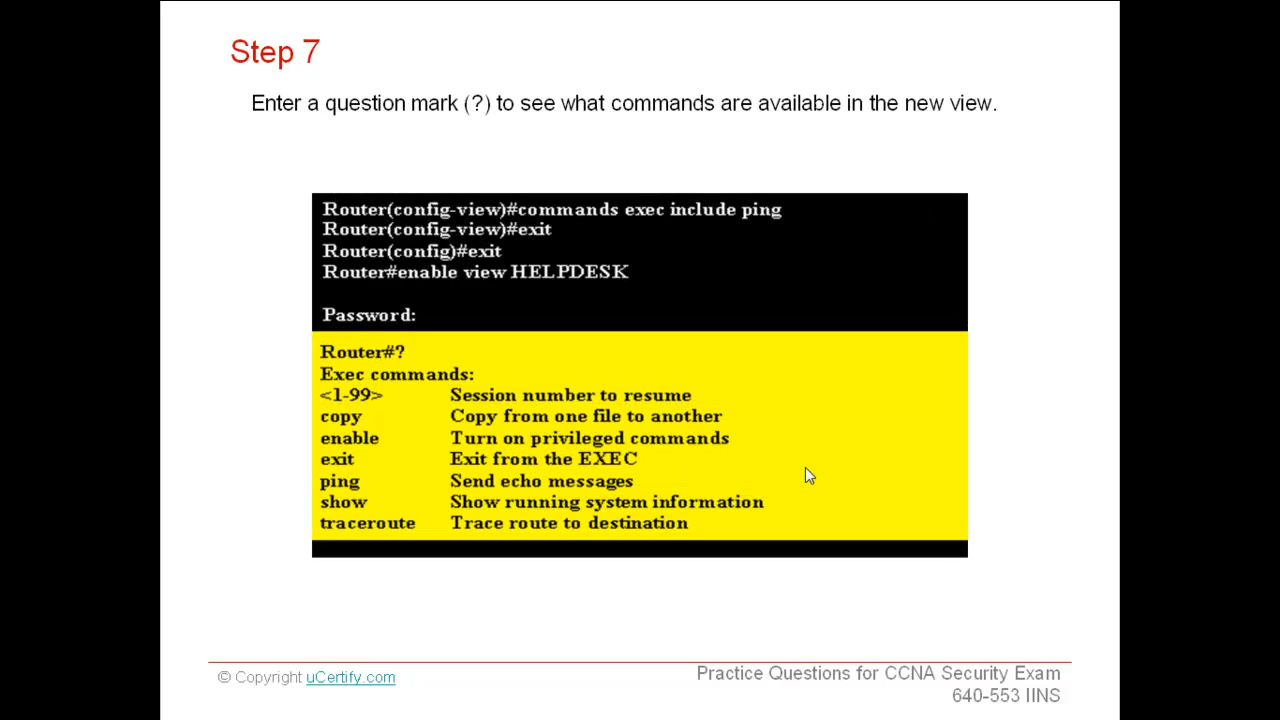 Step 7
Enter a question mark (?) to see what commands are available in the new view.
Router(config-view)#commands exec include ping
Router(config-view)#exit
Router(config)#exit
Router#enable view HELPDESK
Password:
Router#?
Exec commands:
<1-99> Session number to resume
copy Copy from one file to another
enable Turn on privileged commands
exit Exit from the EXEC
ping Send echo messages
show Show running system information
traceroute Trace route to destination
© Copyright uCertify.com
Practice Questions for CCNA Security Exam
640-553 IINS